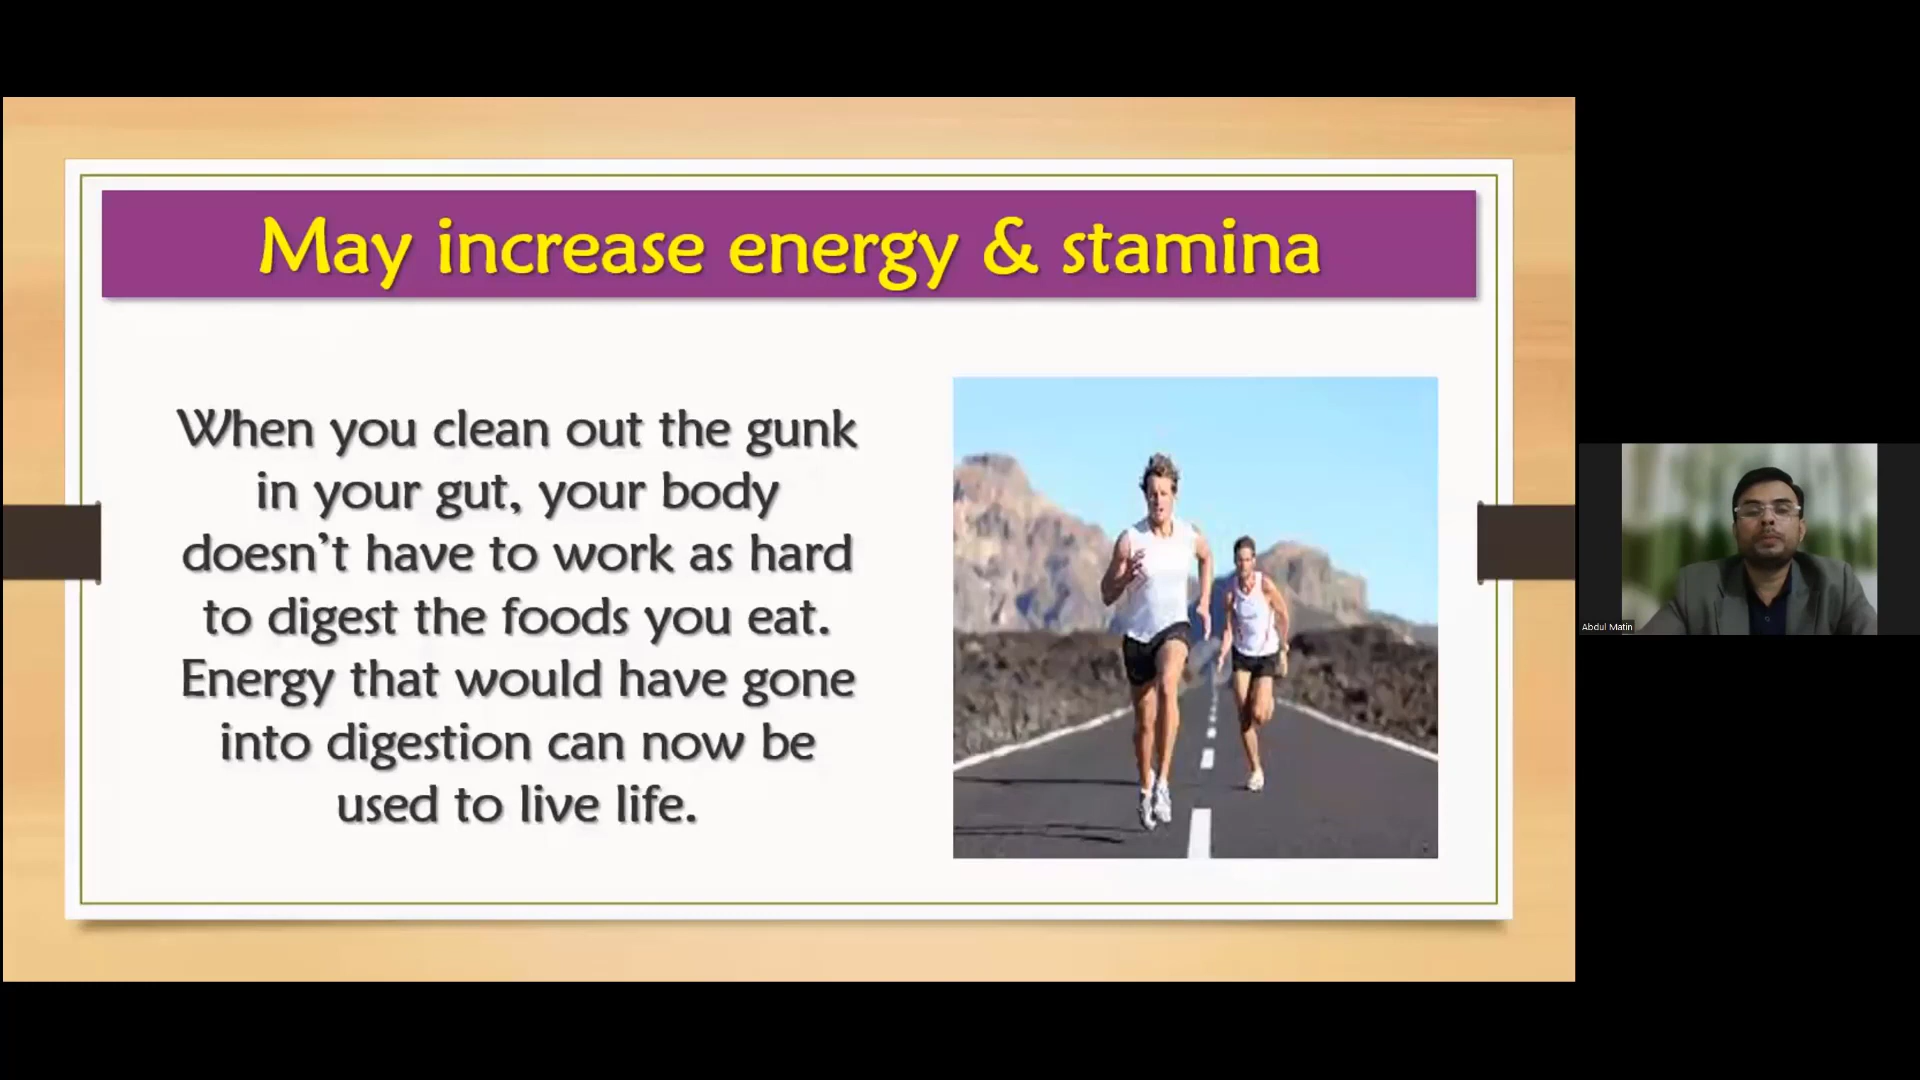 May increase energy & stamina
When you clean out the gunk
in your gut, your body
doesn't have to work as hard
to digest the foods you eat.
Energy that would have gone
into digestion can now be
used to live life.
Abdul Matin